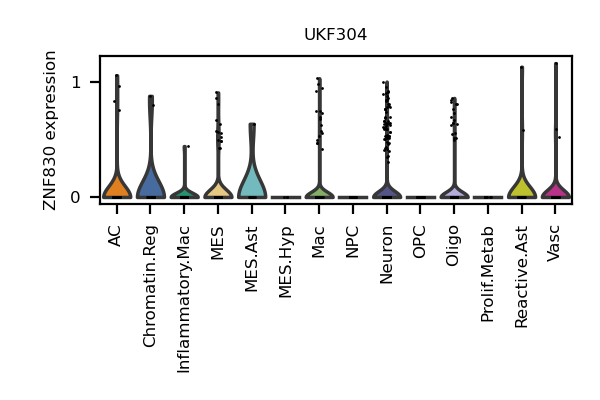 UKF304
ZNF830 expression
1
0
AC
Chromatin.Reg
Inflammatory.Mac
MES
MES.Ast
MES.Hyp
Mac
NPC
Neuron
OPC
Oligo
Prolif.Metab
Reactive.Ast
Vasc